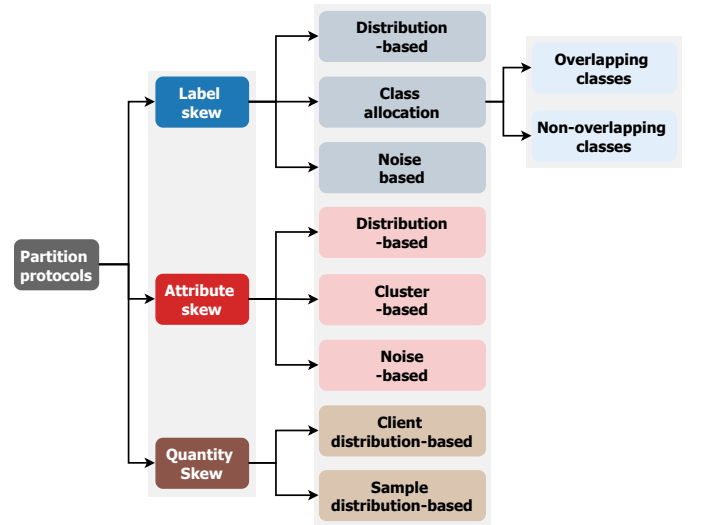 Partition
protocols
Label
skew
Attribute
skew
Quantity
Skew
Distribution
-based
Class
allocation
Noise
based
Distribution
-based
Cluster
-based
Noise
-based
Client
distribution-based
Sample
distribution-based
Overlapping
classes
Non-overlapping
classes